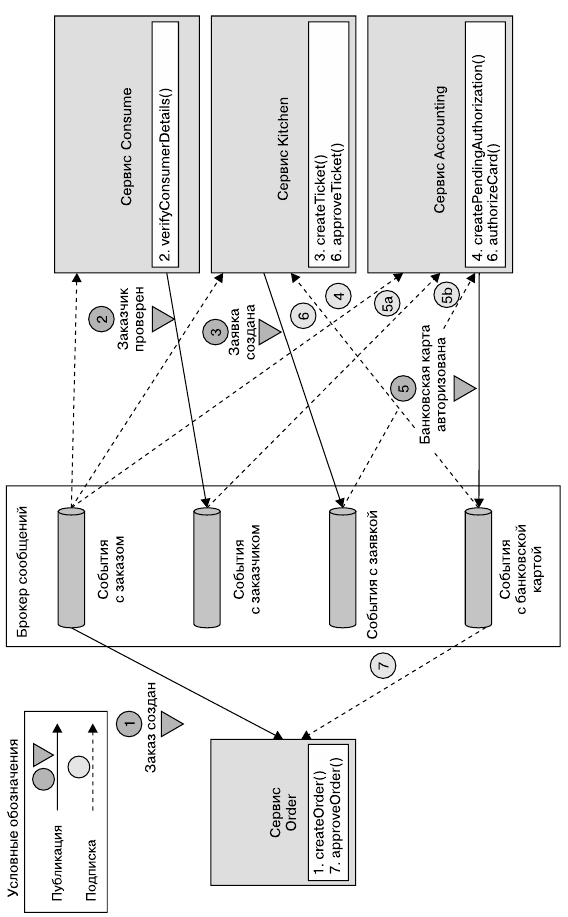 Условные обозначения
Публикация
Подписка
Сервис
Order
1. createOrder()
7. approveOrder()
1
Заказ создан
7
Брокер сообщений
События
с заказом
События
с заказчиком
События с заявкой
События
с банковской
картой
2
Заказчик
проверен
3
Заявка
создана
6
4
5a
5b
5
Банковская карта
авторизована
Сервис Consume
2. verifyConsumerDetails()
Сервис Kitchen
3. createTicket()
6. approveTicket()
Сервис Accounting
4. createPendingAuthorization()
6. authorizeCard()